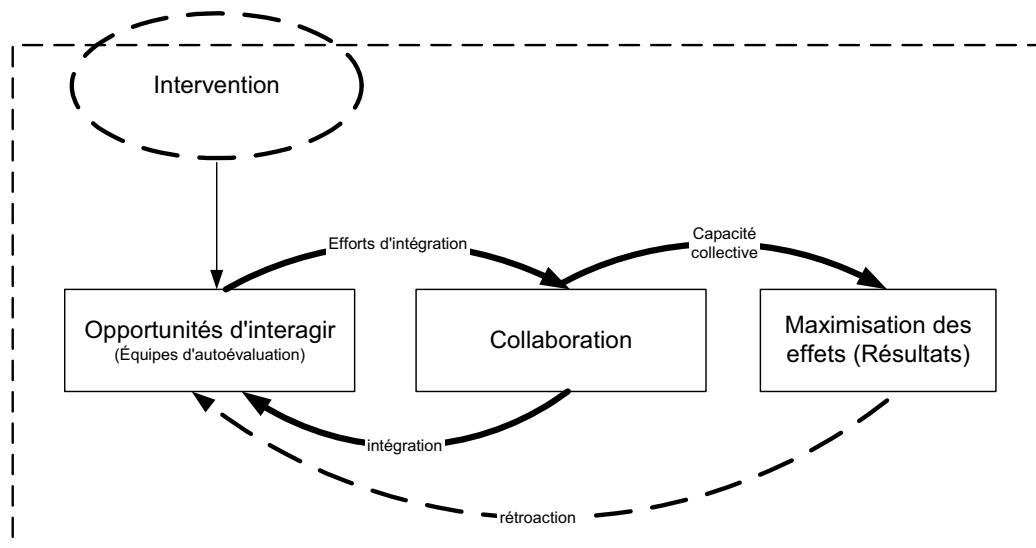 Intervention
Efforts d'intégration
Capacité
collective
Opportunités d'interagir
(Équipes d'autoévaluation)
Collaboration
Maximisation des
effets (Résultats)
intégration
rétroaction